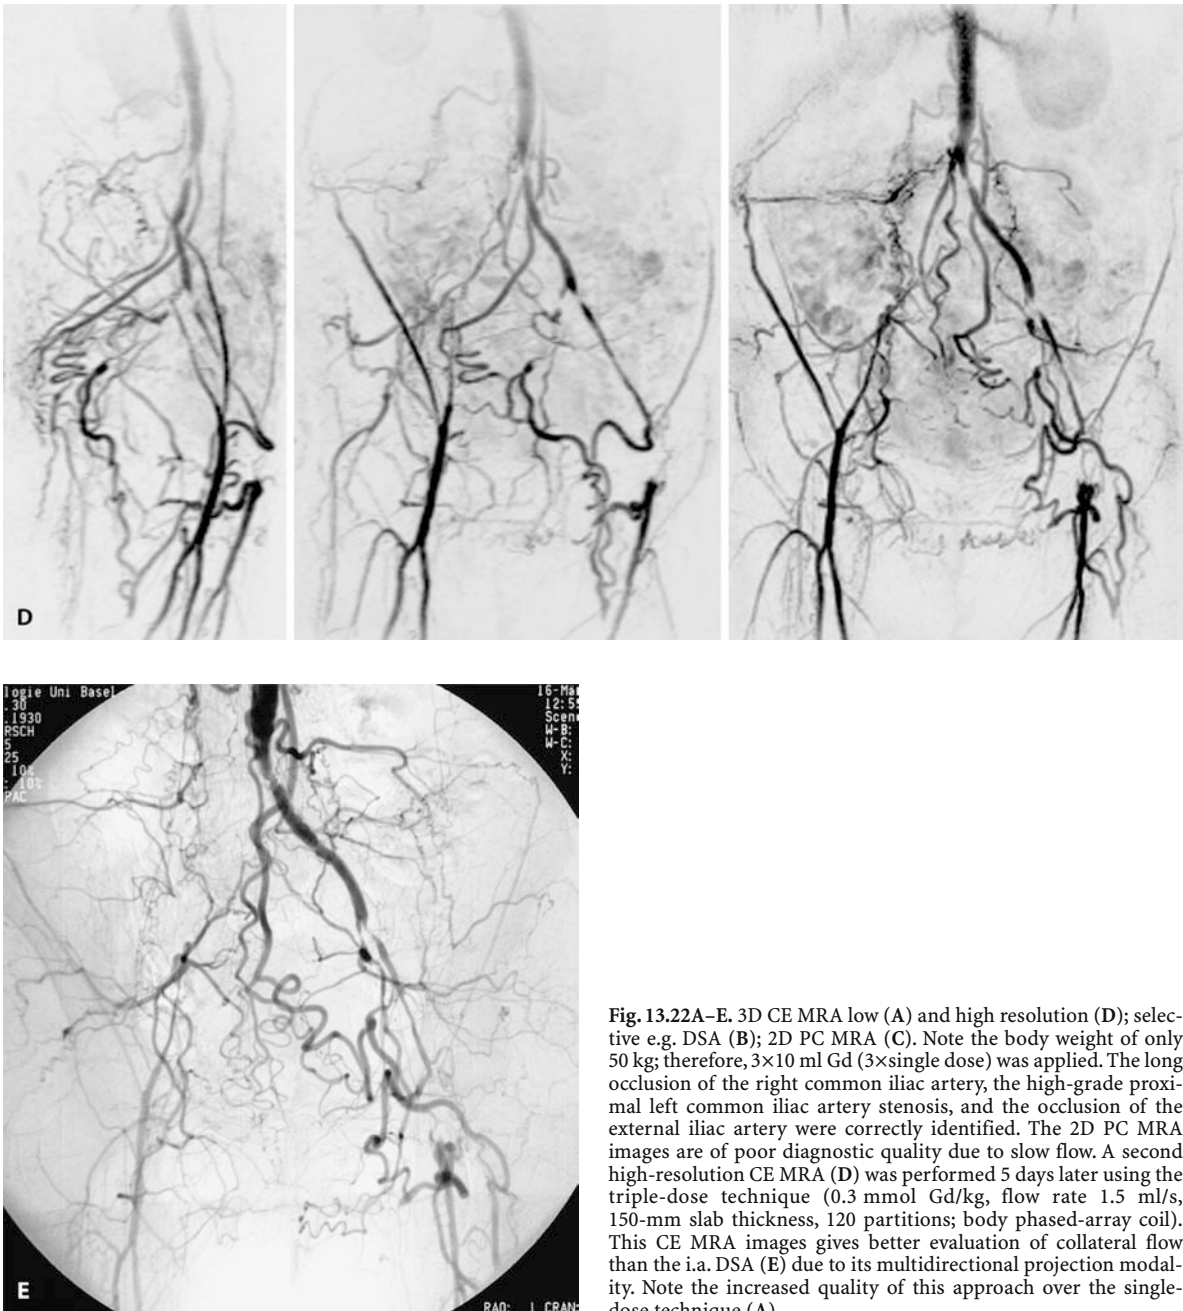 D
logie Uni Basel
.30
.1930
RSCH
5
25
10%
: 10%
PAC
16-Mar
12:55
Scene
W-B:
W-C:
X:
Y:
E
RAO: 1 CRAN:
Fig. 13.22A–E. 3D CE MRA low (A) and high resolution (D); selec-
tive e.g. DSA (B); 2D PC MRA (C). Note the body weight of only
50 kg; therefore, 3×10 ml Gd (3×single dose) was applied. The long
occlusion of the right common iliac artery, the high-grade proxi-
mal left common iliac artery stenosis, and the occlusion of the
external iliac artery were correctly identified. The 2D PC MRA
images are of poor diagnostic quality due to slow flow. A second
high-resolution CE MRA (D) was performed 5 days later using the
triple-dose technique (0.3 mmol Gd/kg, flow rate 1.5 ml/s,
150-mm slab thickness, 120 partitions; body phased-array coil).
This CE MRA images gives better evaluation of collateral flow
than the i.a. DSA (E) due to its multidirectional projection modal-
ity. Note the increased quality of this approach over the single-
dose technique (A)